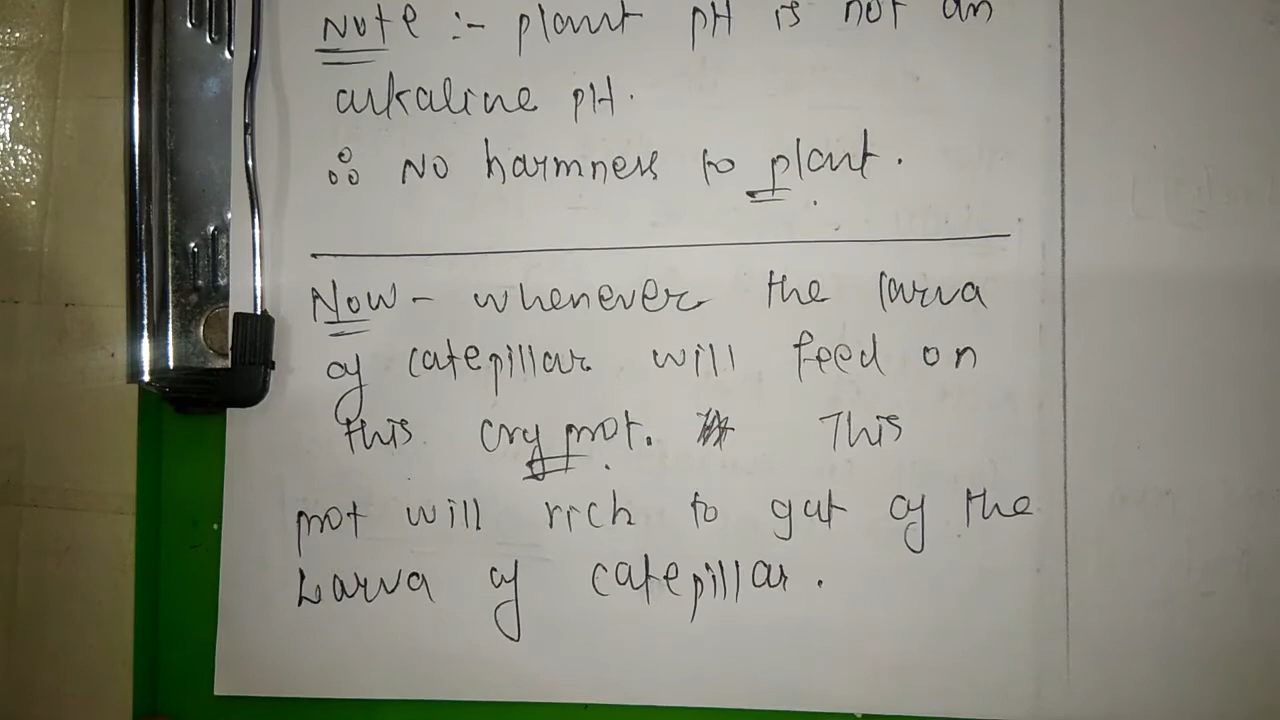 Note :- plant pH is not an
alkaline pH.
∴ No harmness to plant.
Now - whenever the larva
of catepillar will feed on
this cry prot. This
prot will rich to gut of the
Larva of catepillar.